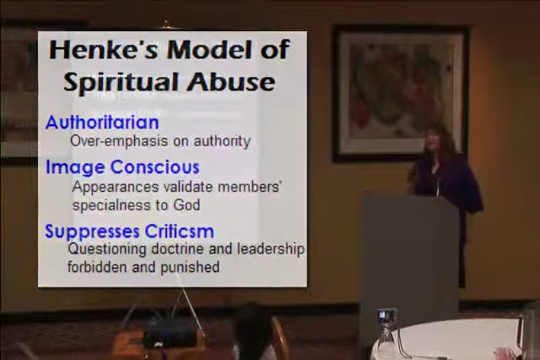 Henke's Model of
Spiritual Abuse
Authoritarian
Over-emphasis on authority
Image Conscious
Appearances validate members'
specialness to God
Suppresses Criticsm
Questioning doctrine and leadership
forbidden and punished